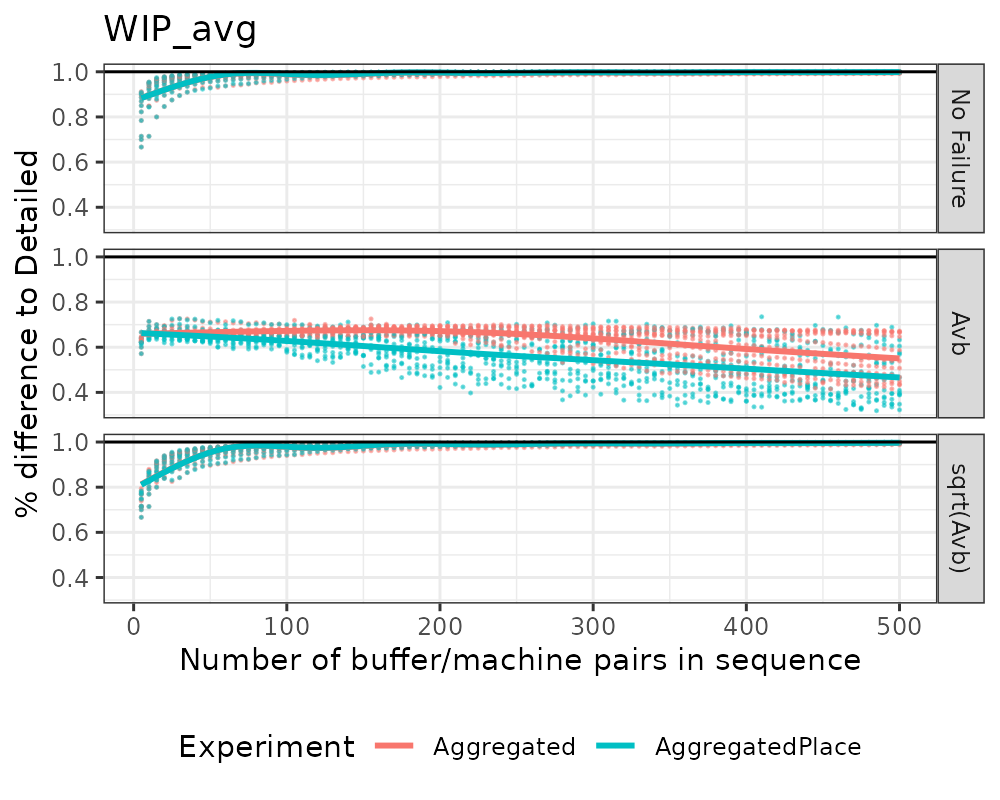 WIP_avg
% difference to Detailed
1.0
0.8
0.6
0.4
No Failure
1.0
0.8
0.6
0.4
Avb
1.0
0.8
0.6
0.4
sqrt(Avb)
0 100 200 300 400 500
Number of buffer/machine pairs in sequence
Experiment Aggregated AggregatedPlace